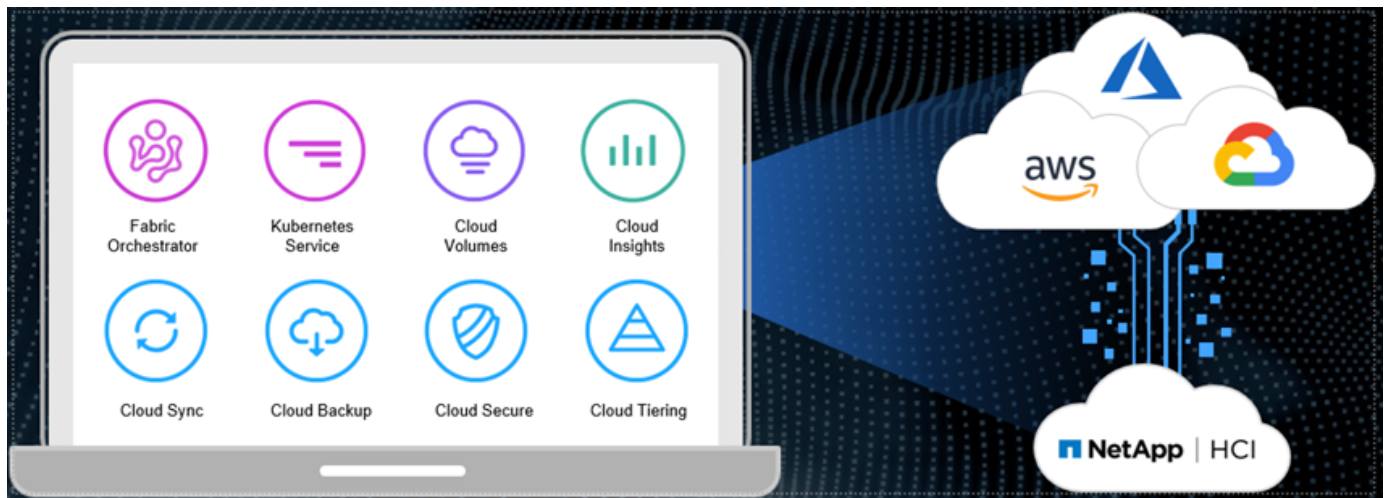 Fabric
Orchestrator
Kubernetes
Service
Cloud
Volumes
Cloud
Insights
Cloud Sync
Cloud Backup
Cloud Secure
Cloud Tiering
aws
NetApp | HCI